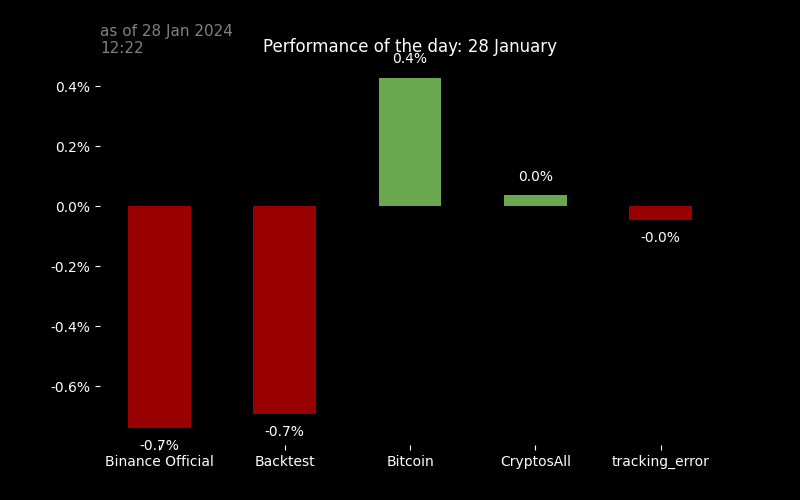 as of 28 Jan 2024
12:22
Performance of the day: 28 January
0.4%
0.4%
0.2%
0.0%
0.0%
-0.0%
-0.2%
-0.4%
-0.6%
-0.7%
-0.7%
Binance Official
Backtest
Bitcoin
CryptosAll
tracking_error